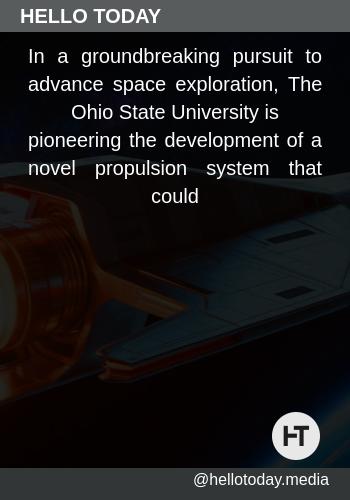 HELLO TODAY
In a groundbreaking pursuit to
advance space exploration, The
Ohio State University is
pioneering the development of a
novel propulsion system that
could
HT
@hellotoday.media